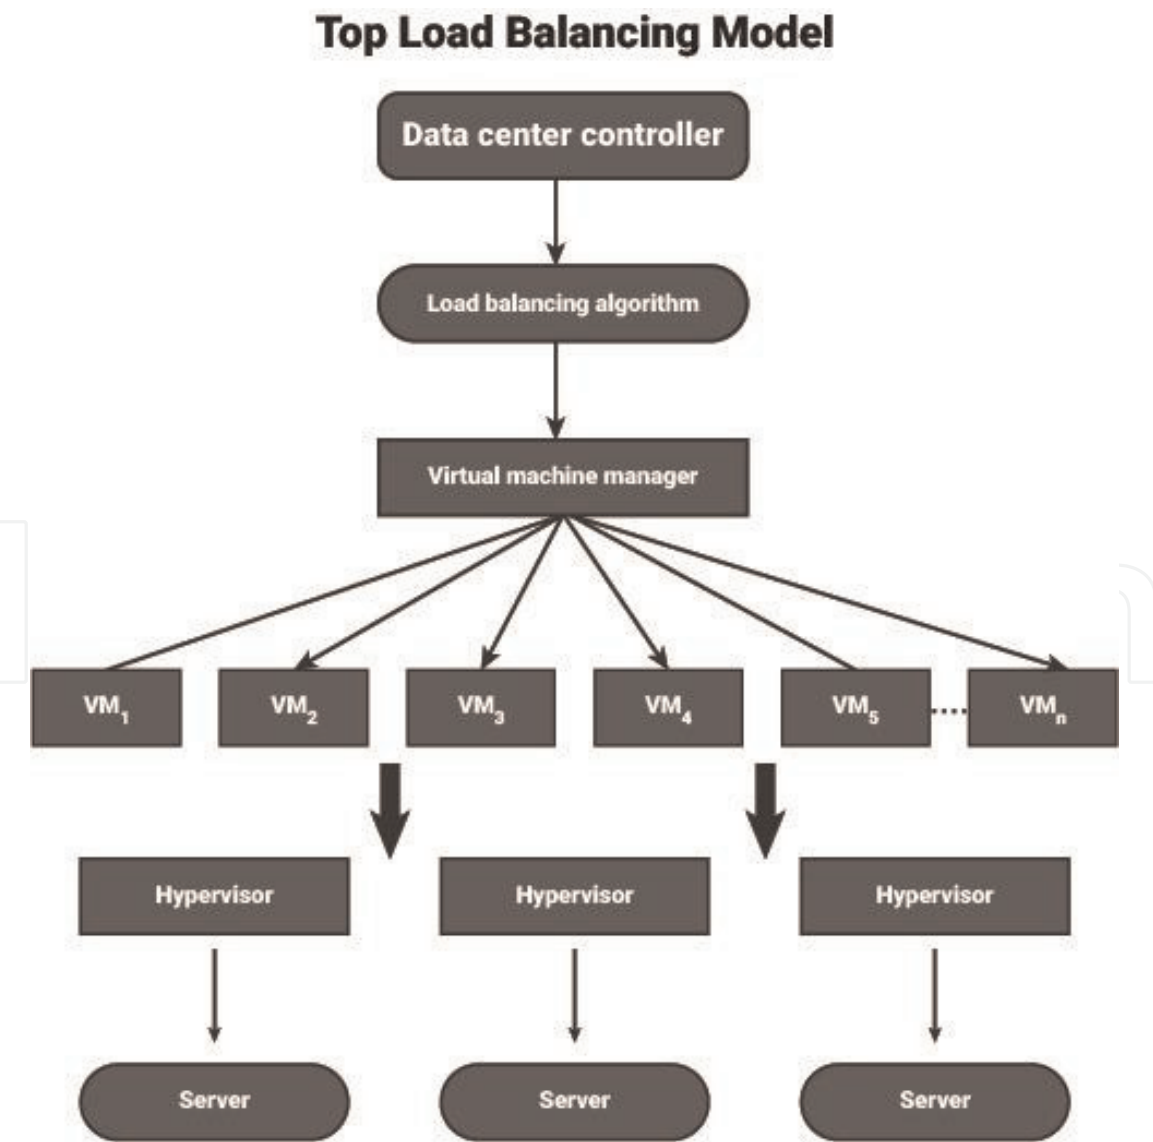 Top Load Balancing Model
Data center controller
Load balancing algorithm
Virtual machine manager
VM₁ VM₂ VM₃ VM₄ VM₅ VMₙ
Hypervisor Hypervisor Hypervisor
Server Server Server